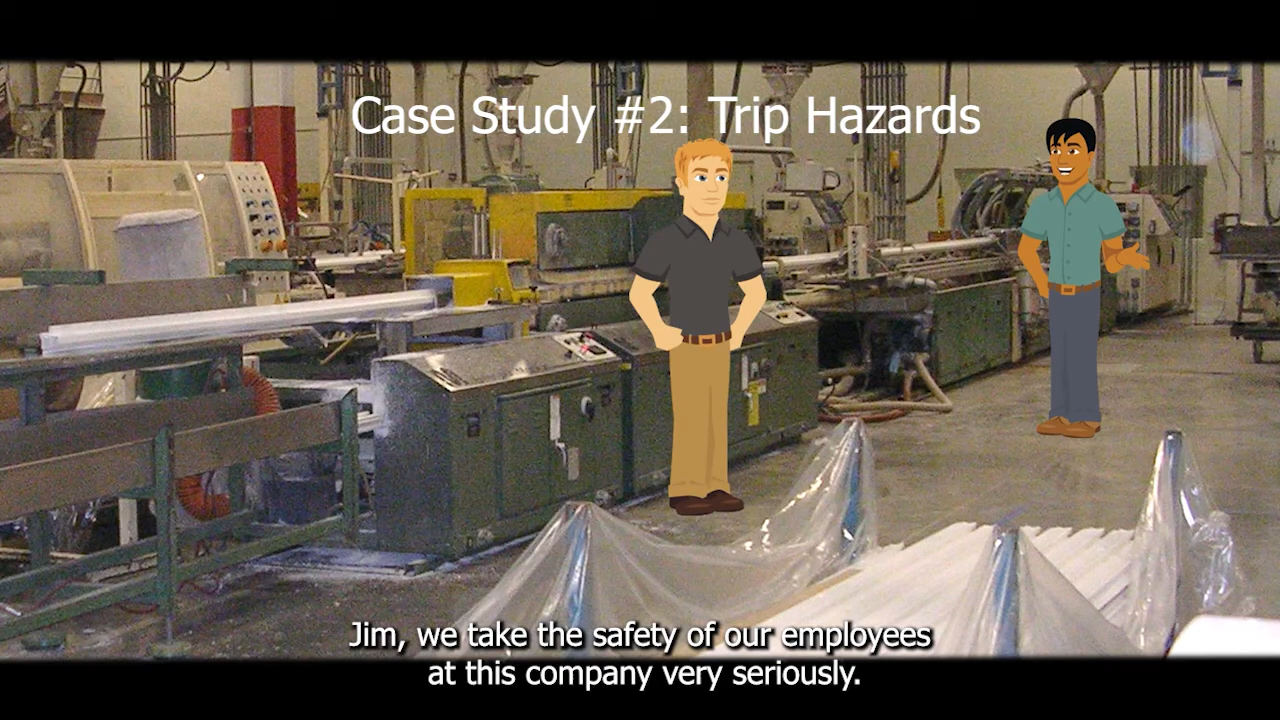 Case Study #2: Trip Hazards
Jim, we take the safety of our employees
at this company very seriously.